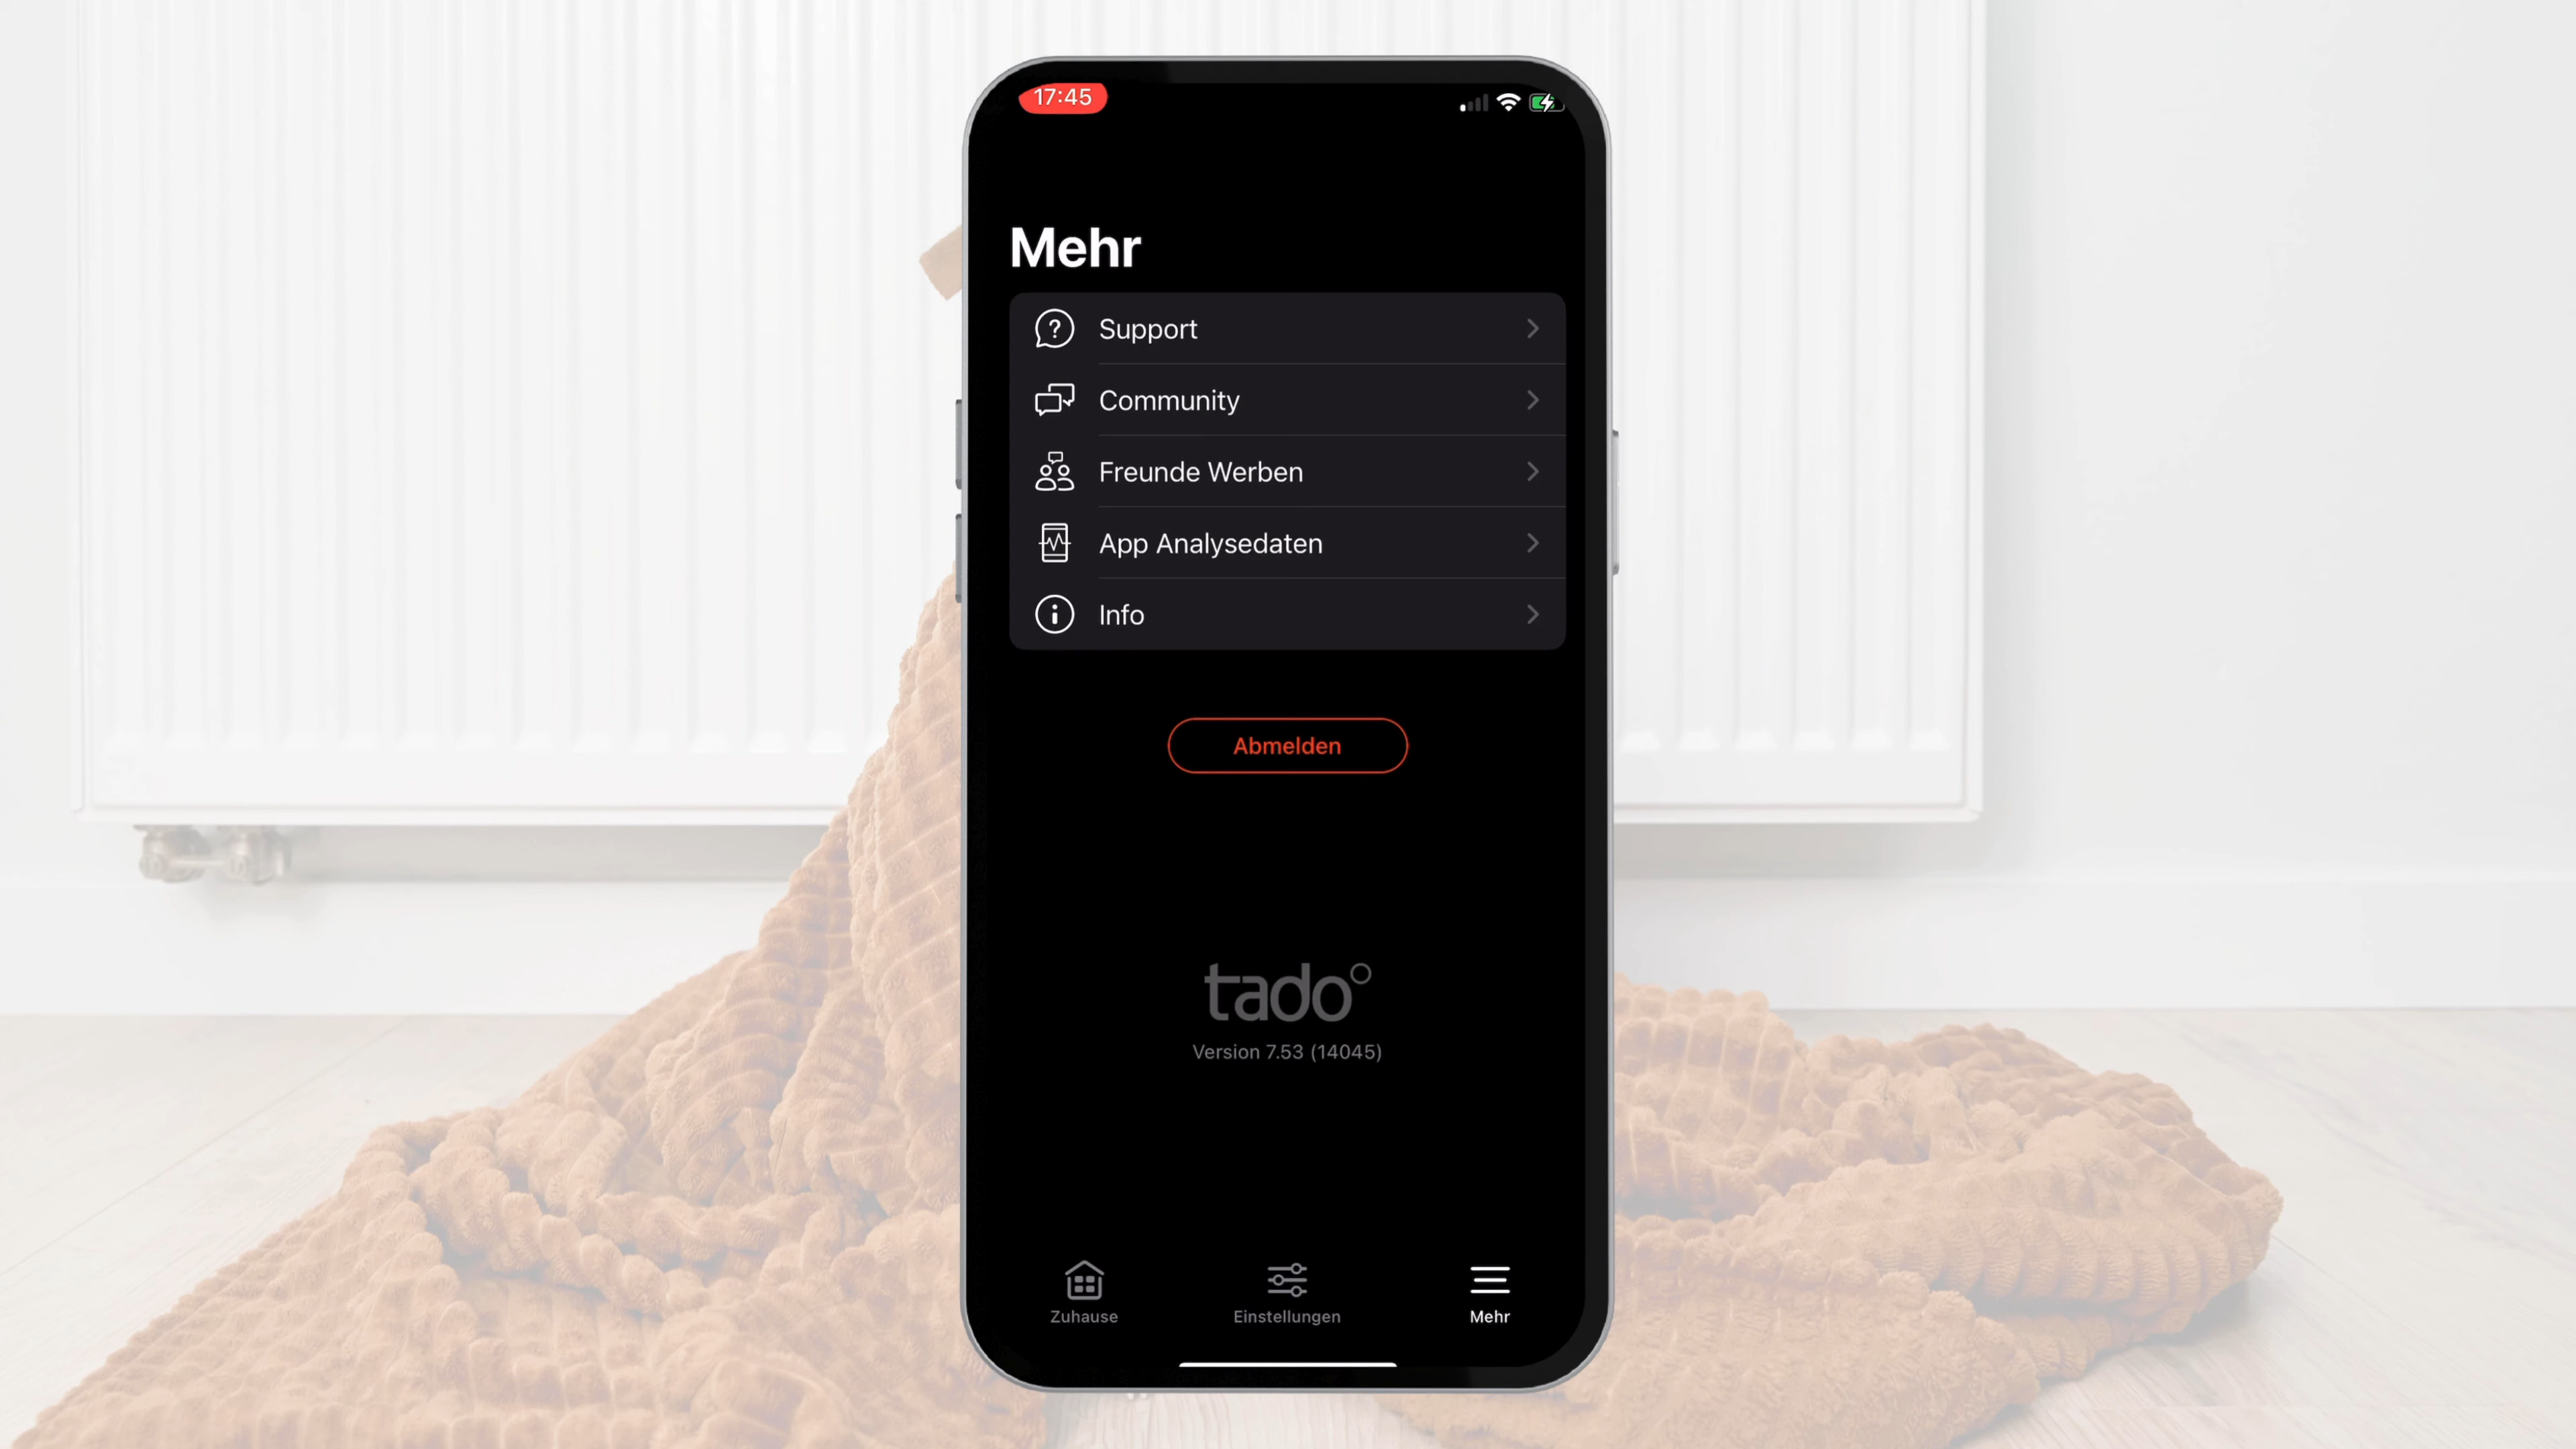 17:45
Mehr
Support
Community
Freunde Werben
App Analysedaten
Info
Abmelden
tado°
Version 7.53 (14045)
Zuhause
Einstellungen
Mehr